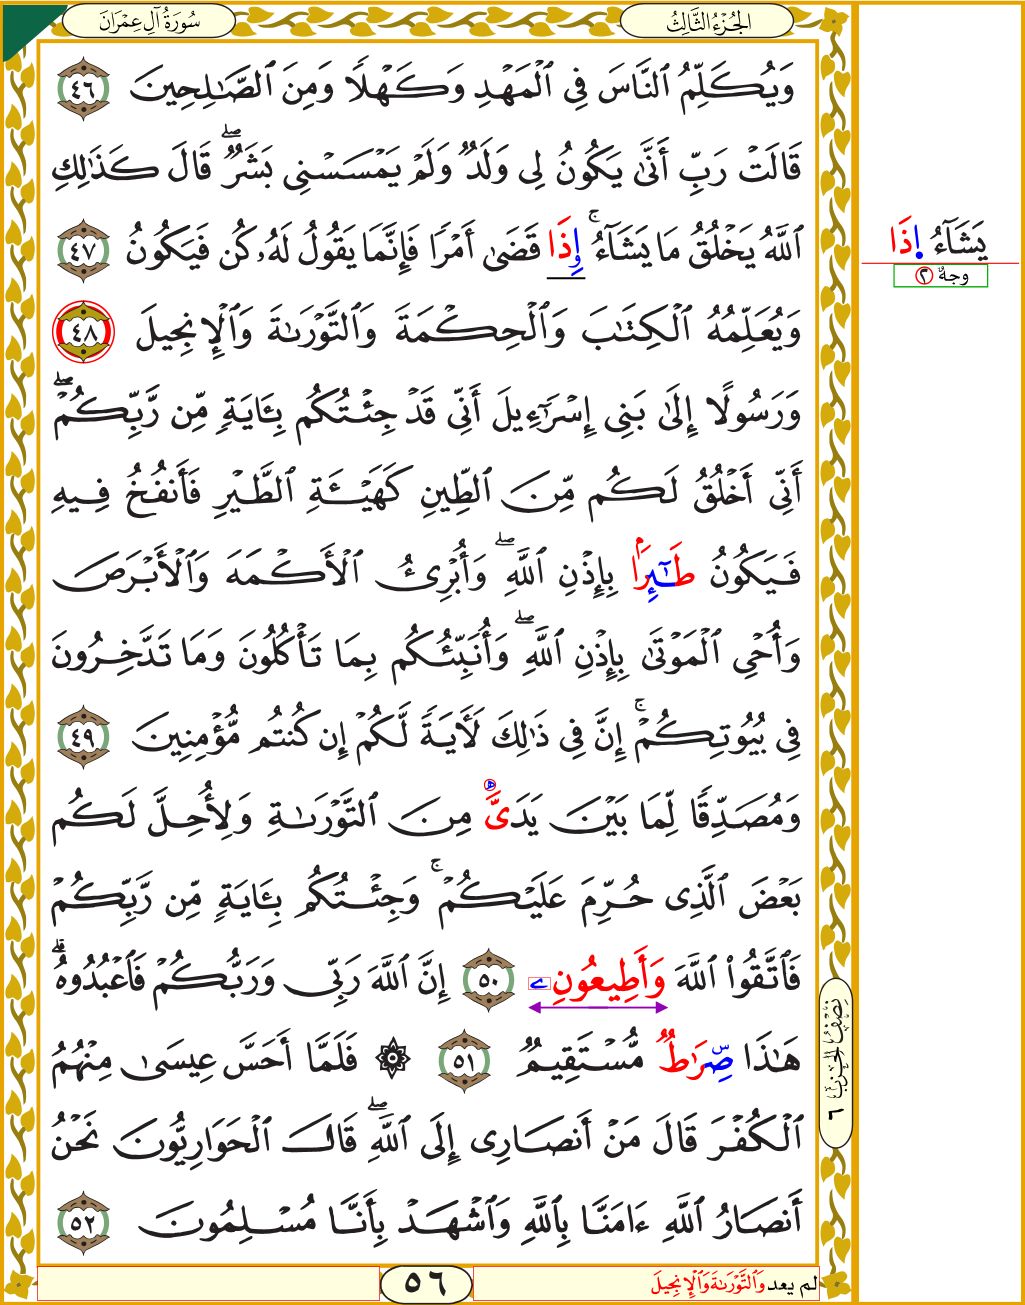 سُورَةُ آلِ عِمْرَان
الجُزْءُ الثَّالِثُ
وَيُكَلِّمُ ٱلنَّاسَ فِي ٱلْمَهْدِ وَكَهْلًا وَمِنَ ٱلصَّٰلِحِينَ ٤٦
قَالَتْ رَبِّ أَنَّىٰ يَكُونُ لِي وَلَدٌ وَلَمْ يَمْسَسْنِي بَشَرٌ ۖ قَالَ كَذَٰلِكِ
ٱللَّهُ يَخْلُقُ مَا يَشَآءُ ۚ إِذَا قَضَىٰ أَمْرًا فَإِنَّمَا يَقُولُ لَهُۥ كُن فَيَكُونُ ٤٧
يَشَآءُ اِ۬ذَا
وجهٌ ٢
وَيُعَلِّمُهُ ٱلْكِتَٰبَ وَٱلْحِكْمَةَ وَٱلتَّوْرَىٰةَ وَٱلْإِنجِيلَ ٤٨
وَرَسُولًا إِلَىٰ بَنِي إِسْرَٰٓءِيلَ أَنِّي قَدْ جِئْتُكُم بِـَٔايَةٍ مِّن رَّبِّكُمْ ۖ
أَنِّيٓ أَخْلُقُ لَكُم مِّنَ ٱلطِّينِ كَهَيْـَٔةِ ٱلطَّيْرِ فَأَنفُخُ فِيهِ
فَيَكُونُ طَٰٓئِرًۢا بِإِذْنِ ٱللَّهِ ۖ وَأُبْرِئُ ٱلْأَكْمَهَ وَٱلْأَبْرَصَ
وَأُحْيِ ٱلْمَوْتَىٰ بِإِذْنِ ٱللَّهِ ۖ وَأُنَبِّئُكُم بِمَا تَأْكُلُونَ وَمَا تَدَّخِرُونَ
فِي بُيُوتِكُمْ ۚ إِنَّ فِي ذَٰلِكَ لَأٓيَةً لَّكُمْ إِن كُنتُم مُّؤْمِنِينَ ٤٩
وَمُصَدِّقًا لِّمَا بَيْنَ يَدَيَّ مِنَ ٱلتَّوْرَىٰةِ وَلِأُحِلَّ لَكُم
بَعْضَ ٱلَّذِي حُرِّمَ عَلَيْكُمْ ۚ وَجِئْتُكُم بِـَٔايَةٍ مِّن رَّبِّكُمْ
فَٱتَّقُوا۟ ٱللَّهَ وَأَطِيعُونِۦ ٥٠ إِنَّ ٱللَّهَ رَبِّي وَرَبُّكُمْ فَٱعْبُدُوهُ ۗ
هَٰذَا صِّرَٰطٌ مُّسْتَقِيمٌ ٥١ ۞ فَلَمَّا أَحَسَّ عِيسَىٰ مِنْهُمُ
ٱلْكُفْرَ قَالَ مَنْ أَنصَارِي إِلَى ٱللَّهِ ۖ قَالَ ٱلْحَوَارِيُّونَ نَحْنُ
أَنصَارُ ٱللَّهِ ءَامَنَّا بِٱللَّهِ وَٱشْهَدْ بِأَنَّا مُسْلِمُونَ ٥٢
نِصْفُ الْحِزْبِ ٦
٥٦
لم يعد وَٱلتَّوْرَىٰةَ وَٱلْإِنجِيلَ